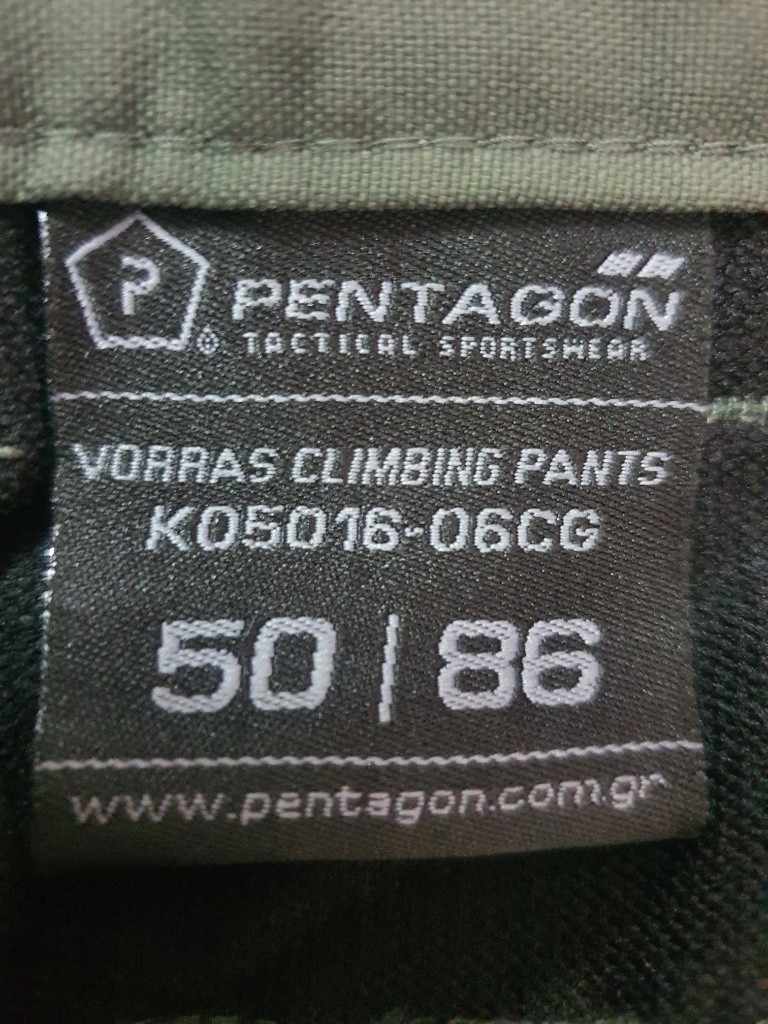 P
PENTAGON
TACTICAL SPORTSWEAR
VORRAS CLIMBING PANTS
K05016-06CG
50 / 86
www.pentagon.com.gr